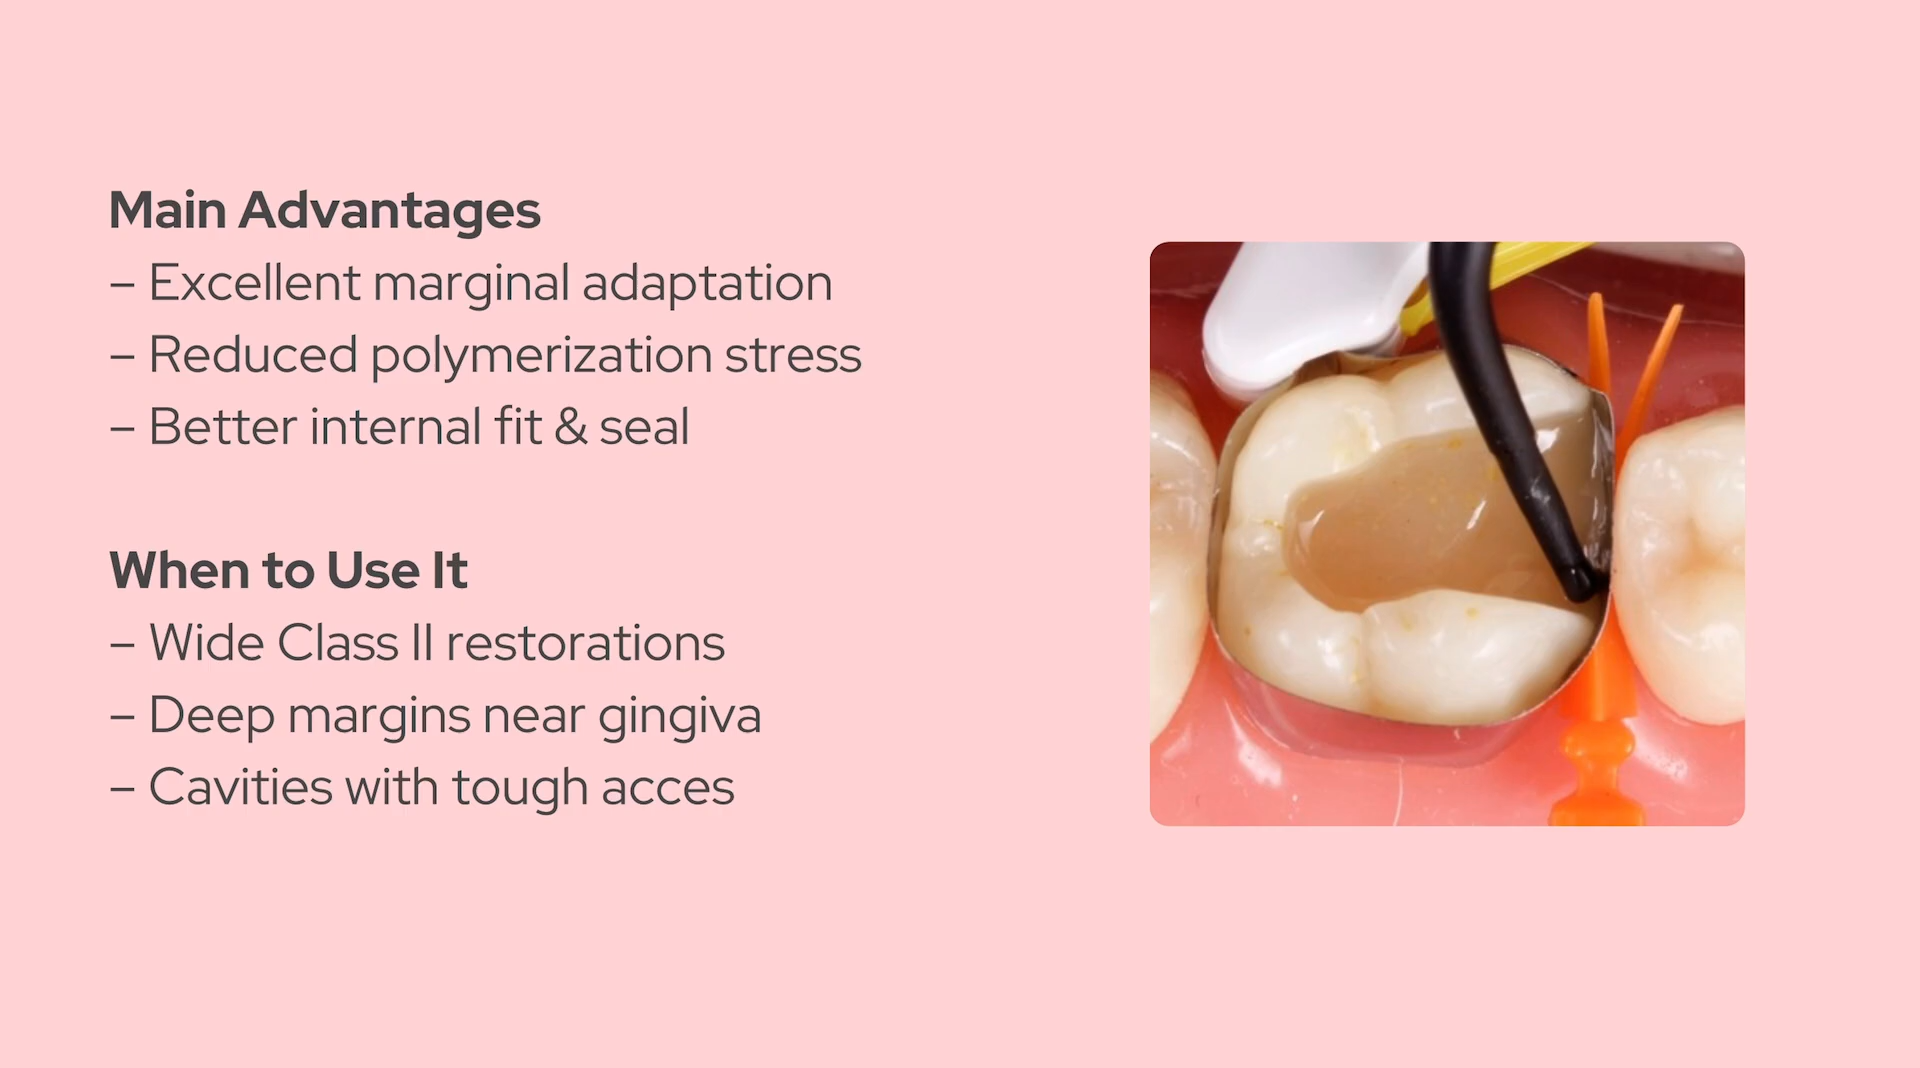 Main Advantages
– Excellent marginal adaptation
– Reduced polymerization stress
– Better internal fit & seal
When to Use It
– Wide Class II restorations
– Deep margins near gingiva
– Cavities with tough acces